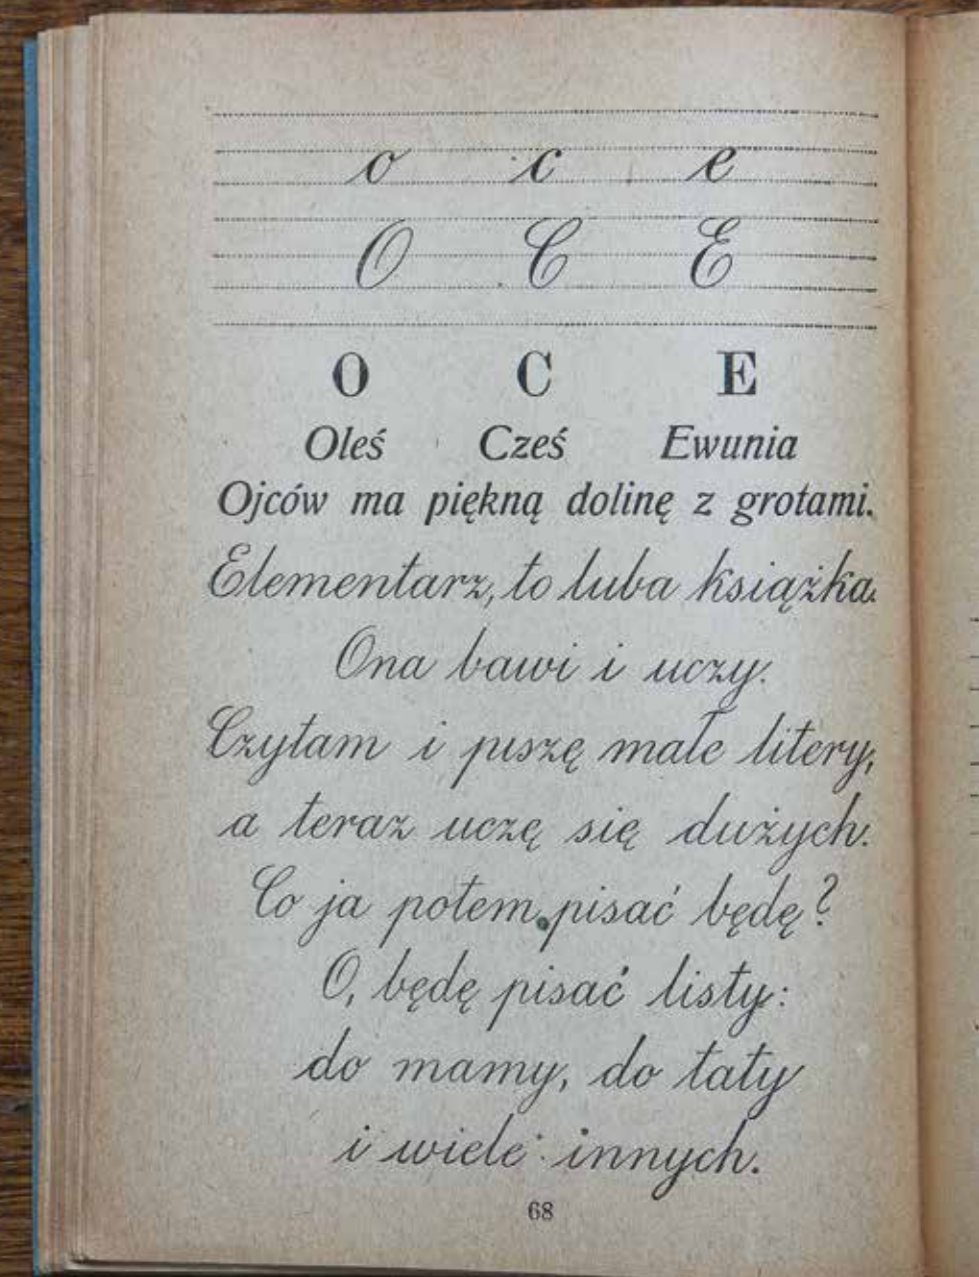 o c e
O C E
O C E
Oleś Cześ Ewunia
Ojców ma piękną dolinę z grotami.
Elementarz, to luba książka.
Ona bawi i uczy.
Czytam i piszę małe litery,
a teraz uczę się dużych.
Co ja potem pisać będę?
O, będę pisać listy:
do mamy, do taty
i wiele innych.
68